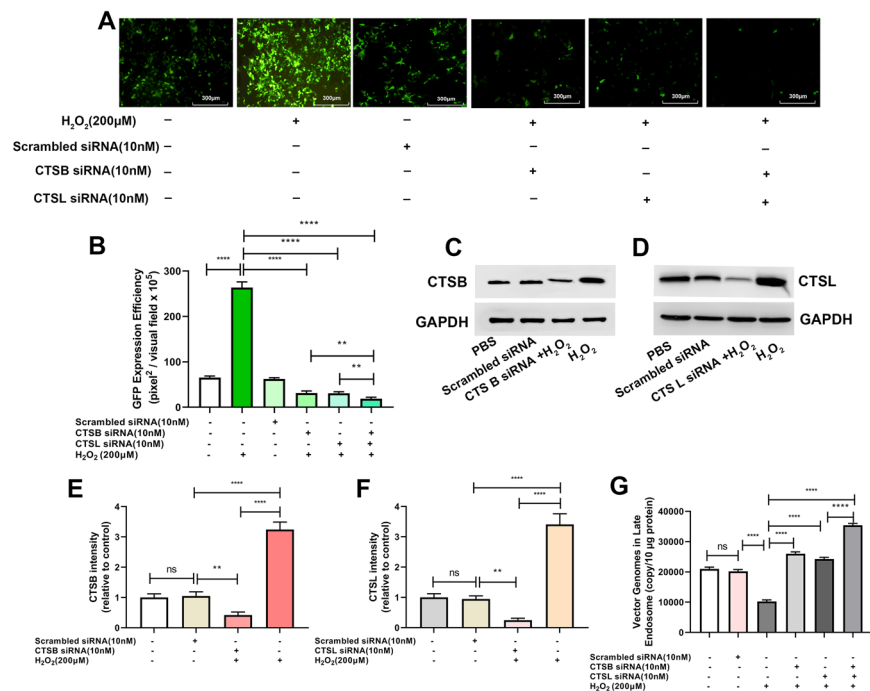 A
300μm 300μm 300μm 300μm 300μm 300μm
H₂O₂(200μM) – + – + + +
Scrambled siRNA(10nM) – – + – – –
CTSB siRNA(10nM) – – – + – +
CTSL siRNA(10nM) – – – – + +
B
****
****
**** ****
**
**
GFP Expression Efficiency
(pixel² / visual field x 10⁵)
300
200
100
0
Scrambled siRNA(10nM) - - + - - -
CTSB siRNA(10nM) - - - + - +
CTSL siRNA(10nM) - - - - + +
H₂O₂ (200μM) - + - + + +
C
CTSB
GAPDH
PBS
Scrambled siRNA
CTS B siRNA +H₂O₂
H₂O₂
D
CTSL
GAPDH
PBS
Scrambled siRNA
CTS L siRNA +H₂O₂
H₂O₂
E
****
****
ns **
CTSB intensity
(relative to control)
4
3
2
1
0
Scrambled siRNA(10nM) - + - -
CTSB siRNA(10nM) - - + -
H₂O₂(200μM) - - + +
F
****
****
ns **
CTSL intensity
(relative to control)
4
3
2
1
0
Scrambled siRNA(10nM) - + - -
CTSL siRNA(10nM) - - + -
H₂O₂(200μM) - - + +
G
****
**** ****
ns **** ****
Vector Genomes in Late
Endosome (copy/10 μg protein)
40000
30000
20000
10000
0
Scrambled siRNA(10nM) - + - - - -
CTSB siRNA(10nM) - - - + - +
CTSL siRNA(10nM) - - - - + +
H₂O₂ (200μM) - - + + + +